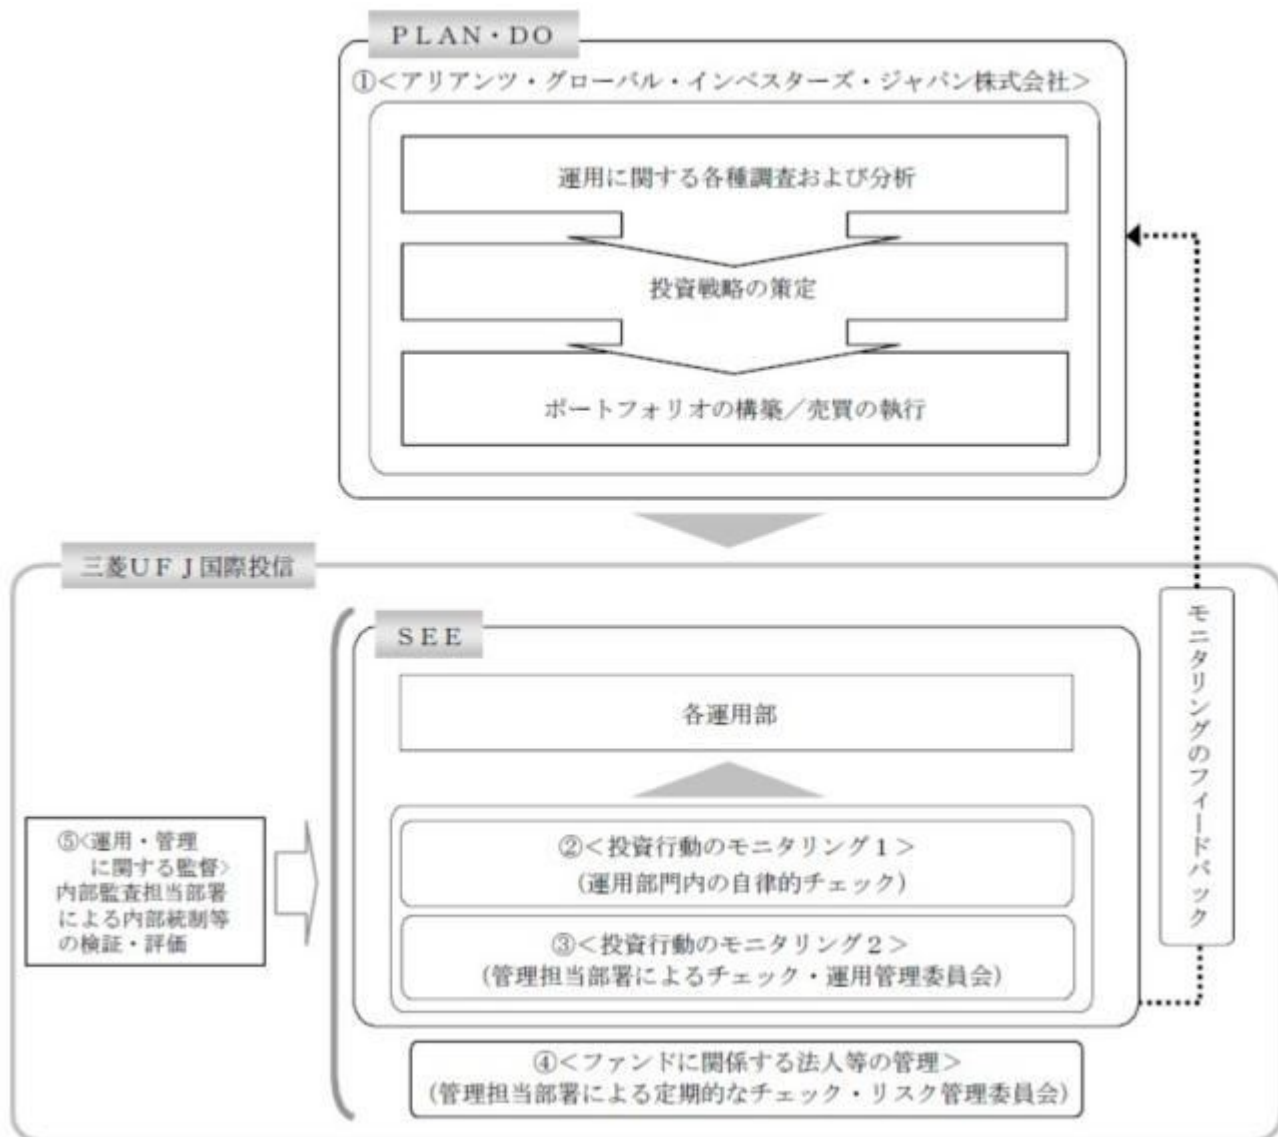 PLAN・DO
①<アリアンツ・グローバル・インベスターズ・ジャパン株式会社>
運用に関する各種調査および分析
投資戦略の策定
ポートフォリオの構築／売買の執行
三菱UFJ国際投信
SEE
各運用部
②<投資行動のモニタリング1>
(運用部門内の自律的チェック)
③<投資行動のモニタリング2>
(管理担当部署によるチェック・運用管理委員会)
④<ファンドに関係する法人等の管理>
(管理担当部署による定期的なチェック・リスク管理委員会)
⑤<運用・管理
に関する監督>
内部監査担当部署
による内部統制等
の検証・評価
モニタリングのフィードバック